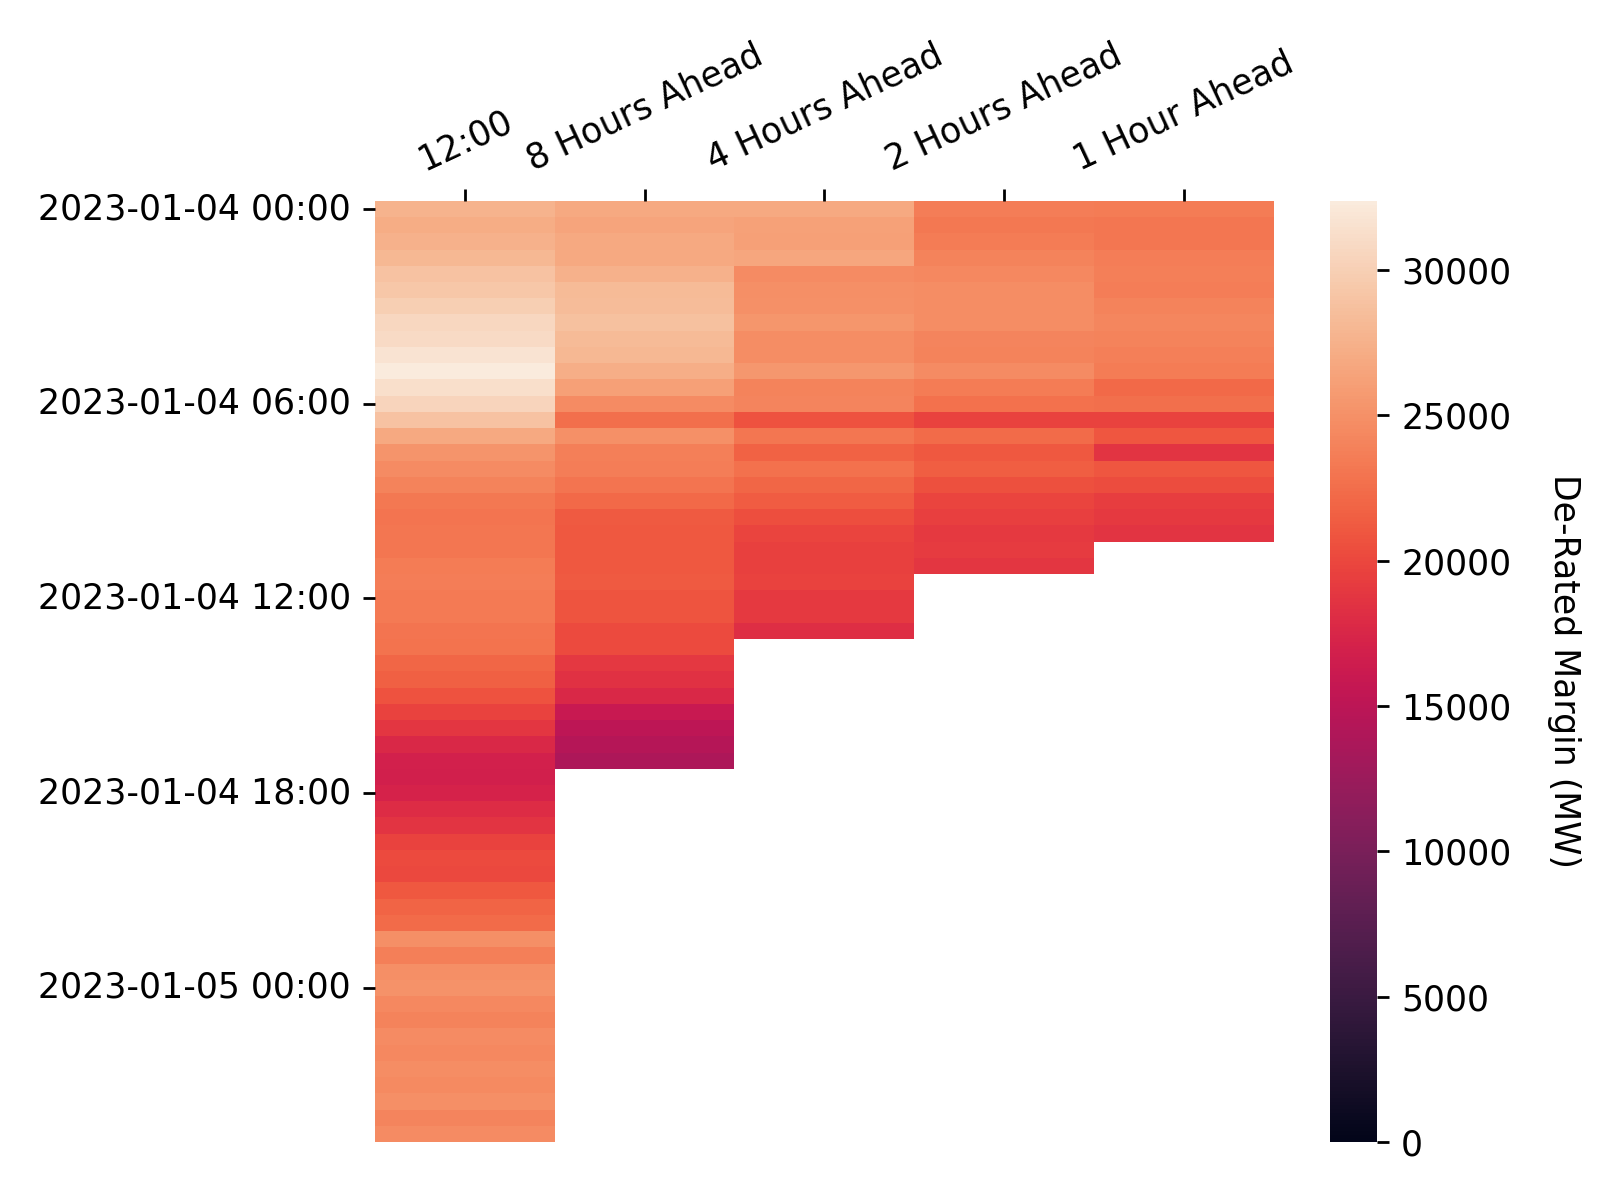 12:00
8 Hours Ahead
4 Hours Ahead
2 Hours Ahead
1 Hour Ahead
2023-01-04 00:00
2023-01-04 06:00
2023-01-04 12:00
2023-01-04 18:00
2023-01-05 00:00
30000
25000
20000
15000
10000
5000
0
De-Rated Margin (MW)